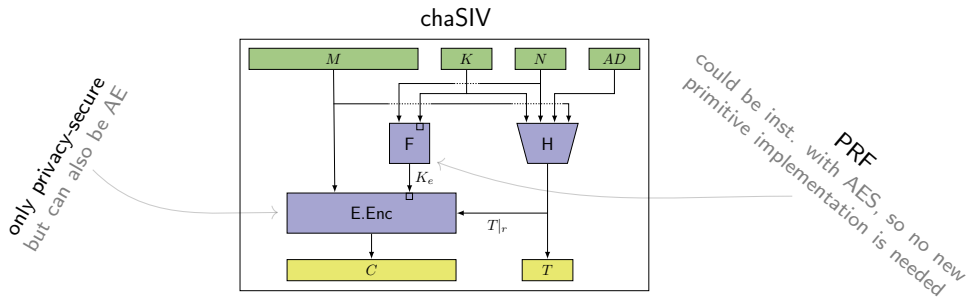 chaSIV
M K N AD
only privacy-secure
but can also be AE
PRF
could be inst. with AES, so no new
primitive implementation is needed
F H
K_e
E.Enc
T|_r
C T